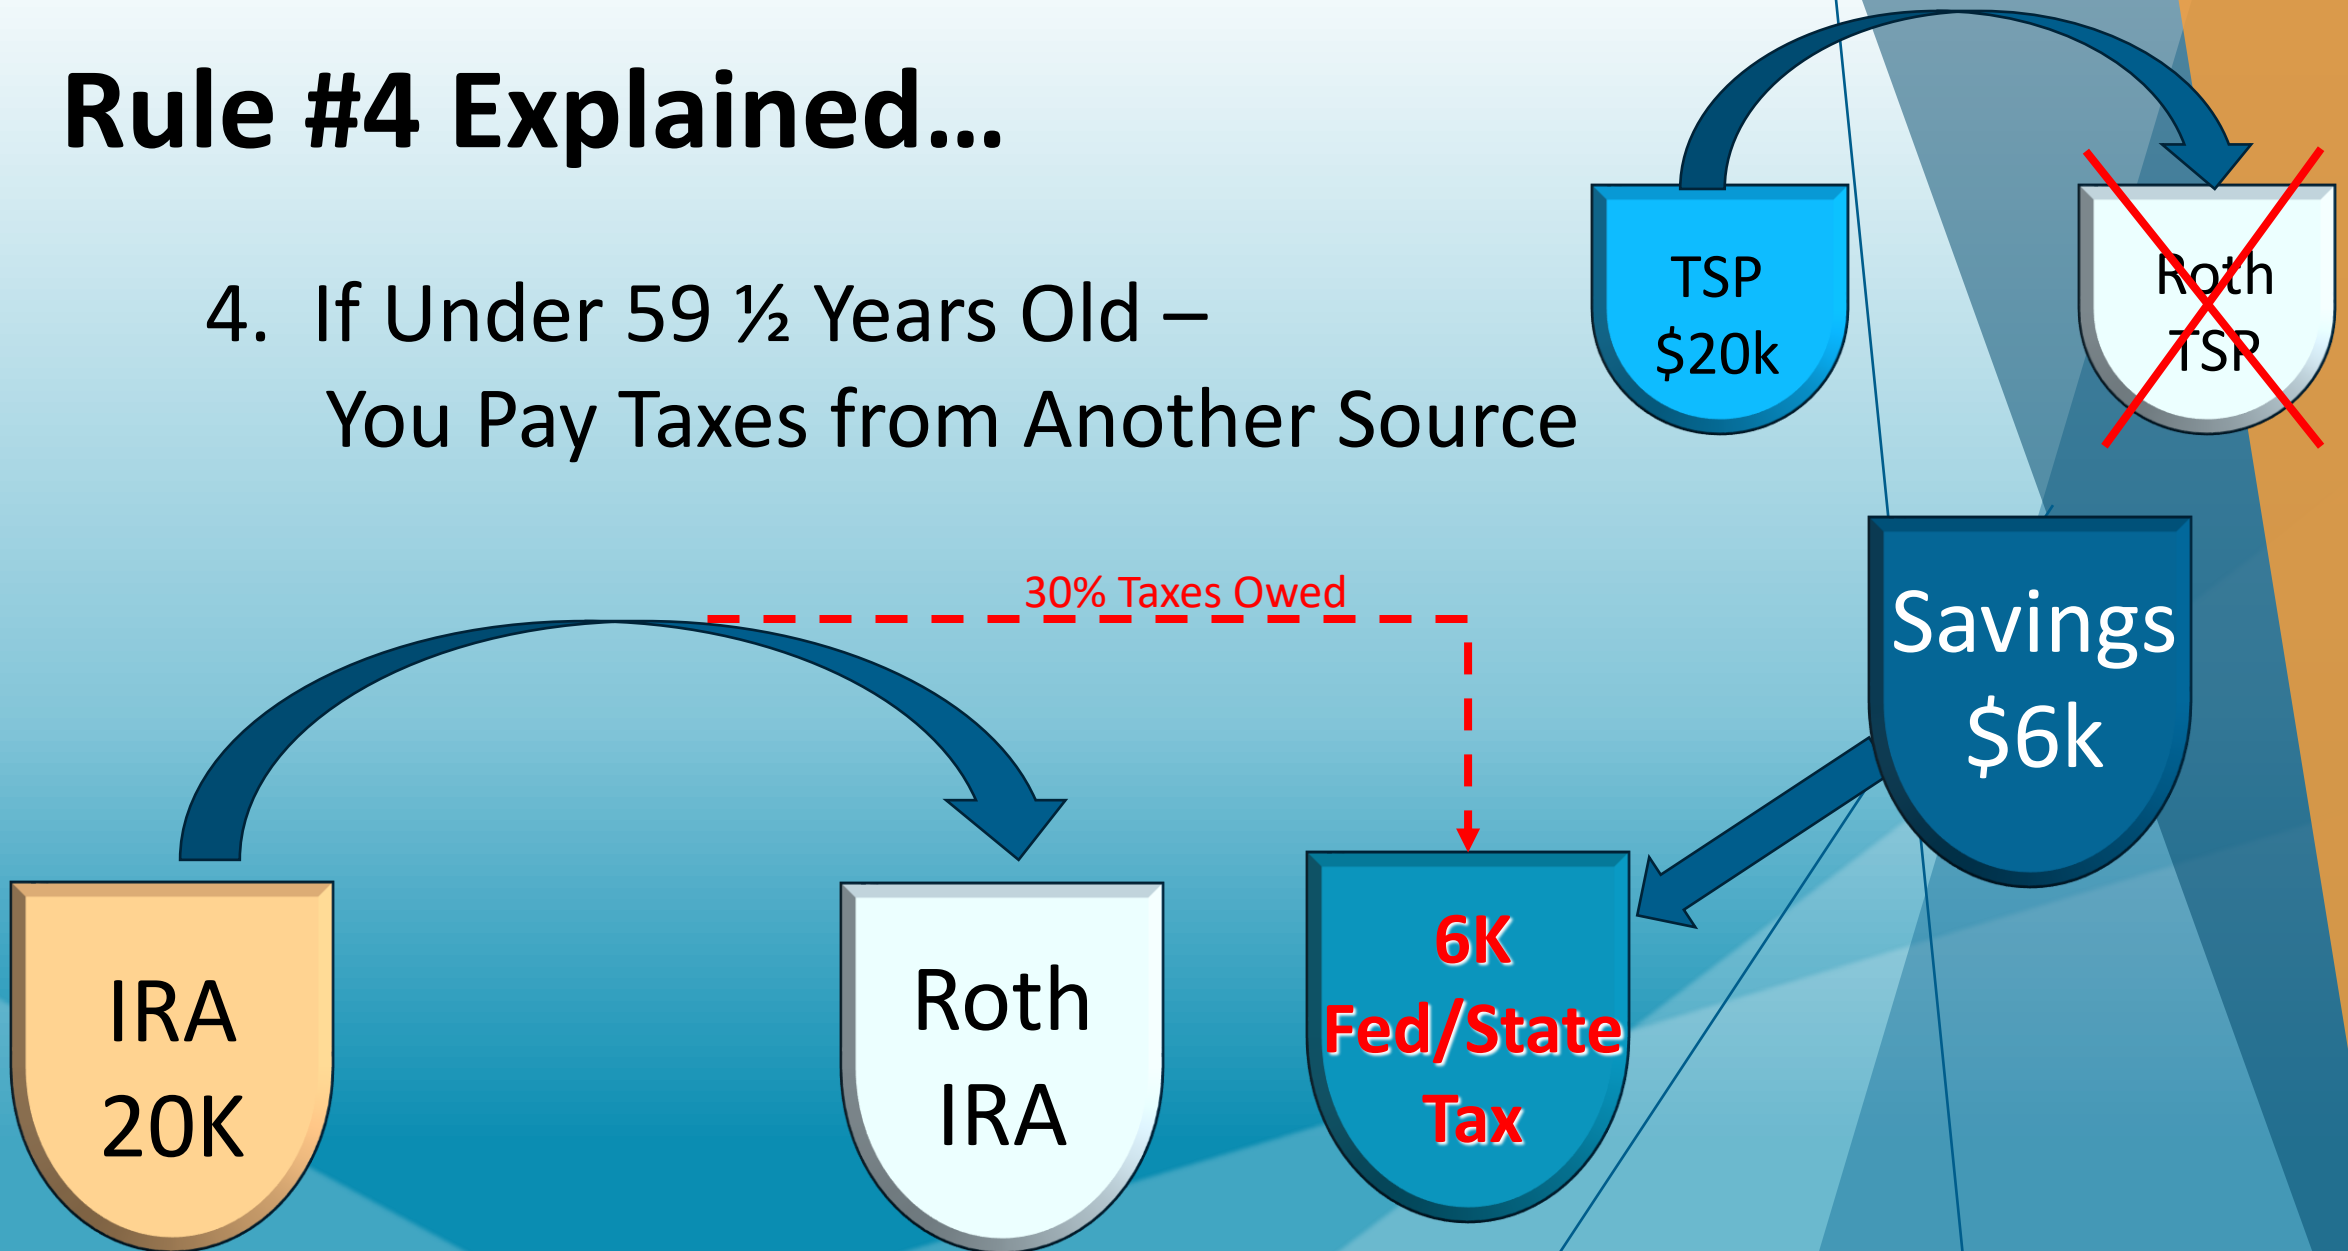 Rule #4 Explained...
4. If Under 59 ½ Years Old –
You Pay Taxes from Another Source
TSP
$20k
Roth
TSP
30% Taxes Owed
Savings
$6k
IRA
20K
Roth
IRA
6K
Fed/State
Tax